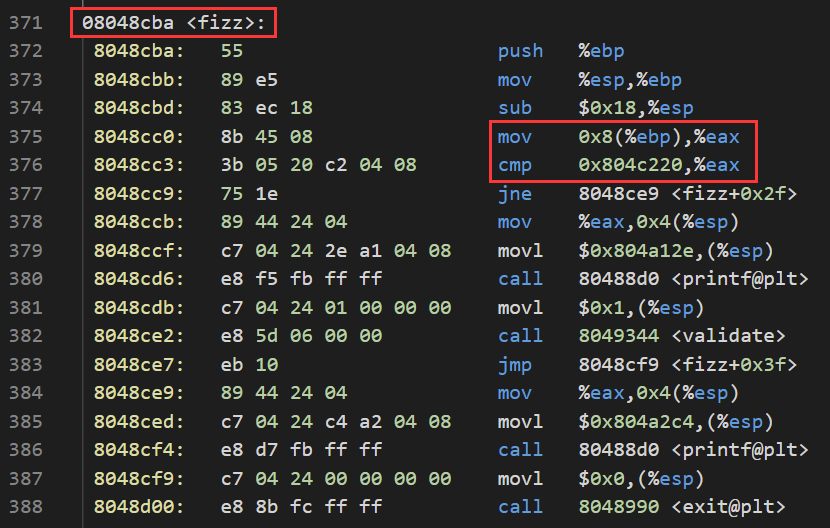 371 08048cba <fizz>:
372 8048cba: 55 push %ebp
373 8048cbb: 89 e5 mov %esp,%ebp
374 8048cbd: 83 ec 18 sub $0x18,%esp
375 8048cc0: 8b 45 08 mov 0x8(%ebp),%eax
376 8048cc3: 3b 05 20 c2 04 08 cmp 0x804c220,%eax
377 8048cc9: 75 1e jne 8048ce9 <fizz+0x2f>
378 8048ccb: 89 44 24 04 mov %eax,0x4(%esp)
379 8048ccf: c7 04 24 2e a1 04 08 movl $0x804a12e,(%esp)
380 8048cd6: e8 f5 fb ff ff call 80488d0 <printf@plt>
381 8048cdb: c7 04 24 01 00 00 00 movl $0x1,(%esp)
382 8048ce2: e8 5d 06 00 00 call 8049344 <validate>
383 8048ce7: eb 10 jmp 8048cf9 <fizz+0x3f>
384 8048ce9: 89 44 24 04 mov %eax,0x4(%esp)
385 8048ced: c7 04 24 c4 a2 04 08 movl $0x804a2c4,(%esp)
386 8048cf4: e8 d7 fb ff ff call 80488d0 <printf@plt>
387 8048cf9: c7 04 24 00 00 00 00 movl $0x0,(%esp)
388 8048d00: e8 8b fc ff ff call 8048990 <exit@plt>